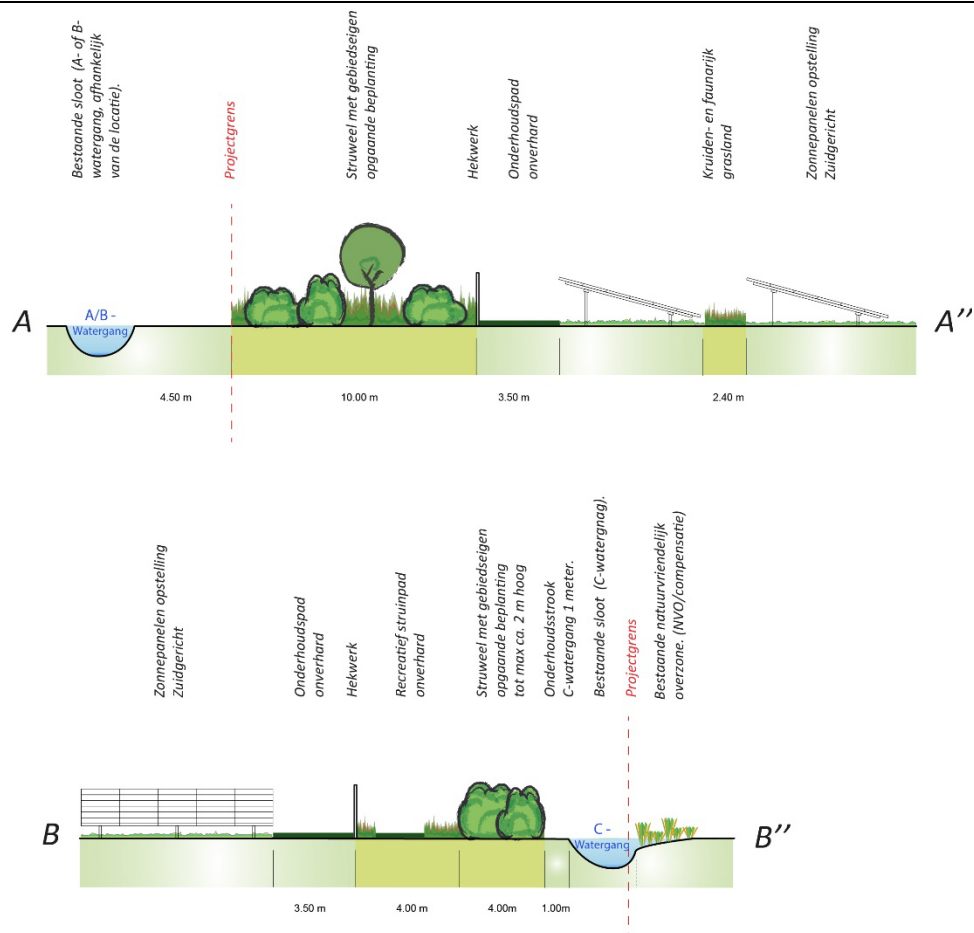 Bestaande sloot (A- of B-
watergang, afhankelijk
van de locatie).
Projectgrens
Struweel met gebiedseigen
opgaande beplanting
Hekwerk
Onderhoudspad
onverhard
Kruiden- en faunarijk
grasland
Zonnepanelen opstelling
Zuidgericht
A
A/B -
Watergang
A''
4.50 m
10.00 m
3.50 m
2.40 m
Zonnepanelen opstelling
Zuidgericht
Onderhoudspad
onverhard
Hekwerk
Recreatief struinpad
onverhard
Struweel met gebiedseigen
opgaande beplanting
tot max ca. 2 m hoog
Onderhoudsstrook
C-watergang 1 meter.
Bestaande sloot (C-watergnag).
Projectgrens
Bestaande natuurvriendelijk
overzone. (NVO/compensatie)
B
C -
Watergang
B''
3.50 m
4.00 m
4.00m
1.00m